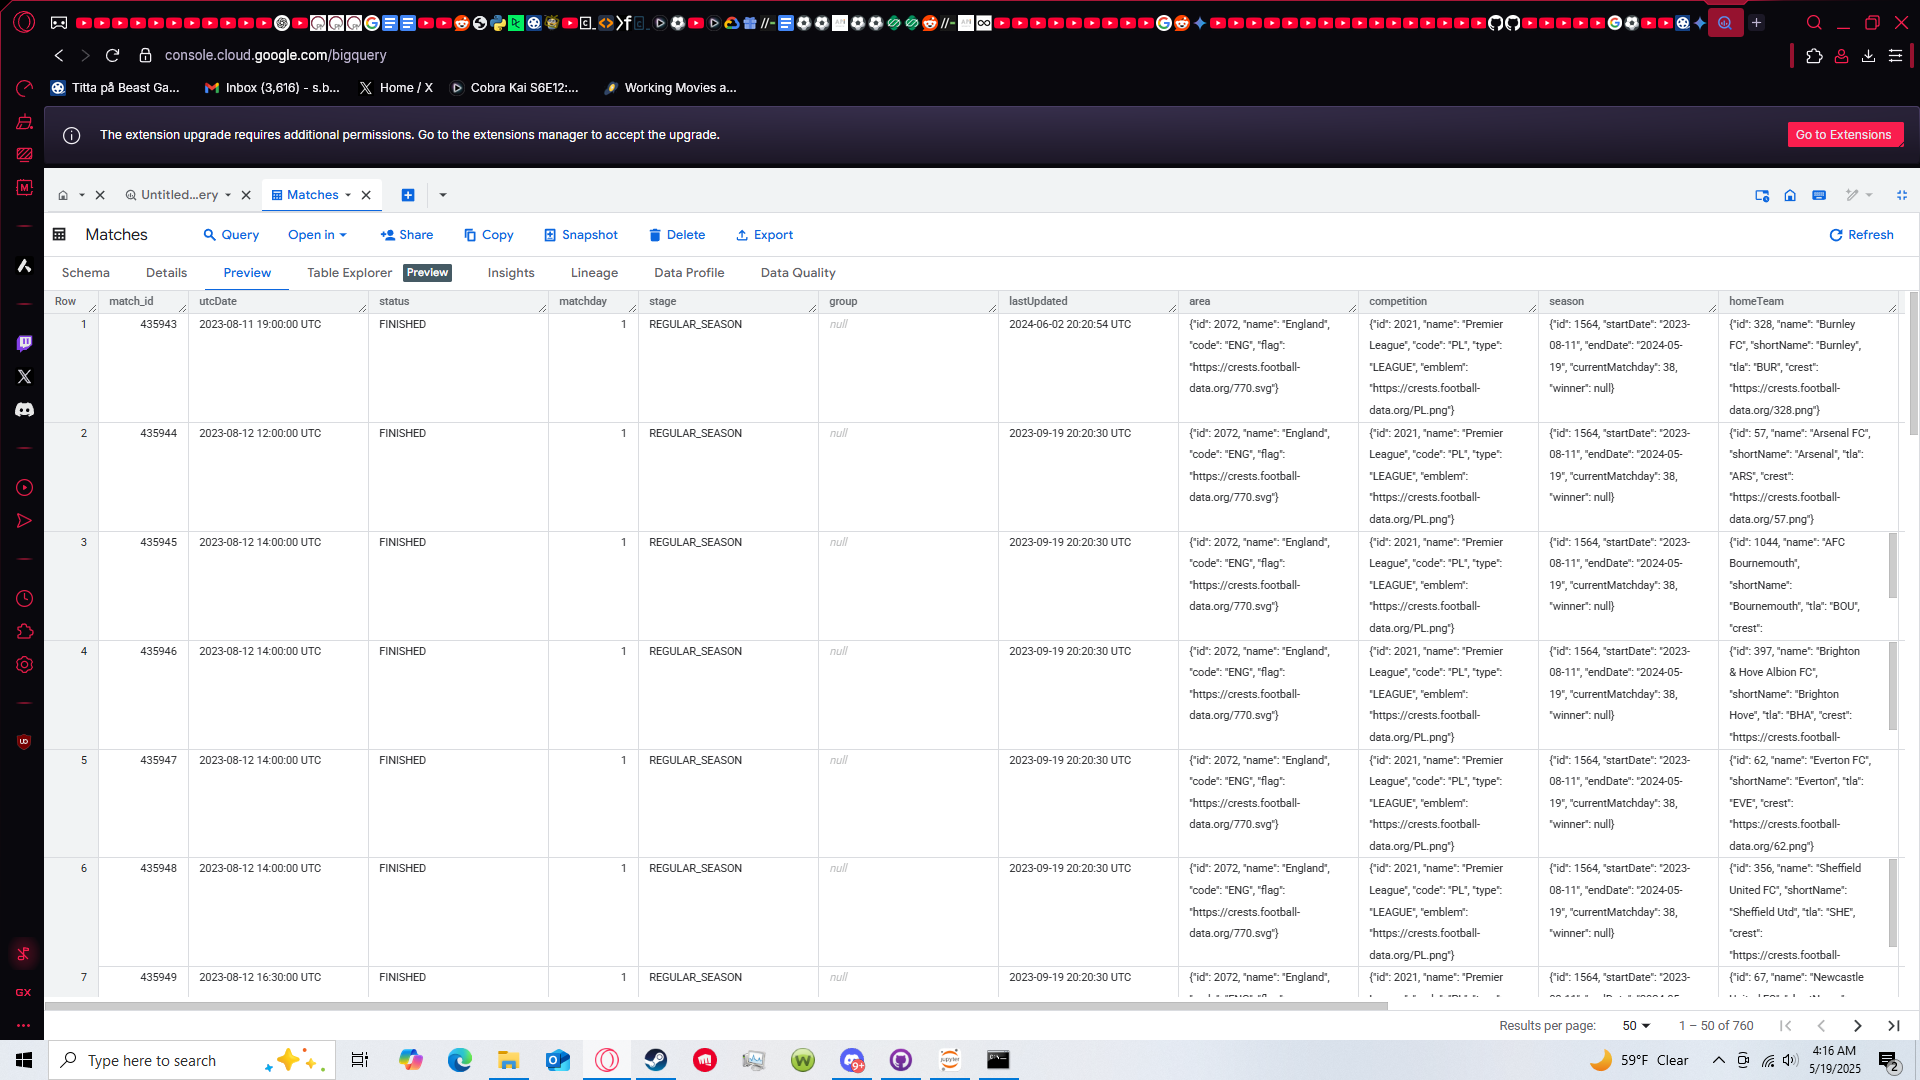 console.cloud.google.com/bigquery
Titta på Beast Ga...
Inbox (3,616) - s.b...
Home / X
Cobra Kai S6E12:...
Working Movies a...
The extension upgrade requires additional permissions. Go to the extensions manager to accept the upgrade.
Go to Extensions
Untitled...ery
Matches
Matches
Query
Open in
Share
Copy
Snapshot
Delete
Export
Refresh
Schema
Details
Preview
Table Explorer
Preview
Insights
Lineage
Data Profile
Data Quality
Row match_id utcDate status matchday stage group lastUpdated area competition season homeTeam
1 435943 2023-08-11 19:00:00 UTC FINISHED 1 REGULAR_SEASON null 2024-06-02 20:20:54 UTC {"id": 2072, "name": "England", {"id": 2021, "name": "Premier {"id": 1564, "startDate": "2023- {"id": 328, "name": "Burnley
"code": "ENG", "flag": League", "code": "PL", "type": 08-11", "endDate": "2024-05- FC", "shortName": "Burnley",
"https://crests.football- "LEAGUE", "emblem": 19", "currentMatchday": 38, "tla": "BUR", "crest":
data.org/770.svg"} "https://crests.football- "winner": null} "https://crests.football-
data.org/PL.png"} data.org/328.png"}
2 435944 2023-08-12 12:00:00 UTC FINISHED 1 REGULAR_SEASON null 2023-09-19 20:20:30 UTC {"id": 2072, "name": "England", {"id": 2021, "name": "Premier {"id": 1564, "startDate": "2023- {"id": 57, "name": "Arsenal FC",
"code": "ENG", "flag": League", "code": "PL", "type": 08-11", "endDate": "2024-05- "shortName": "Arsenal", "tla":
"https://crests.football- "LEAGUE", "emblem": 19", "currentMatchday": 38, "ARS", "crest":
data.org/770.svg"} "https://crests.football- "winner": null} "https://crests.football-
data.org/PL.png"} data.org/57.png"}
3 435945 2023-08-12 14:00:00 UTC FINISHED 1 REGULAR_SEASON null 2023-09-19 20:20:30 UTC {"id": 2072, "name": "England", {"id": 2021, "name": "Premier {"id": 1564, "startDate": "2023- {"id": 1044, "name": "AFC
"code": "ENG", "flag": League", "code": "PL", "type": 08-11", "endDate": "2024-05- Bournemouth",
"https://crests.football- "LEAGUE", "emblem": 19", "currentMatchday": 38, "shortName":
data.org/770.svg"} "https://crests.football- "winner": null} "Bournemouth", "tla": "BOU",
data.org/PL.png"} "crest":
4 435946 2023-08-12 14:00:00 UTC FINISHED 1 REGULAR_SEASON null 2023-09-19 20:20:30 UTC {"id": 2072, "name": "England", {"id": 2021, "name": "Premier {"id": 1564, "startDate": "2023- {"id": 397, "name": "Brighton
"code": "ENG", "flag": League", "code": "PL", "type": 08-11", "endDate": "2024-05- & Hove Albion FC",
"https://crests.football- "LEAGUE", "emblem": 19", "currentMatchday": 38, "shortName": "Brighton
data.org/770.svg"} "https://crests.football- "winner": null} Hove", "tla": "BHA", "crest":
data.org/PL.png"} "https://crests.football-
5 435947 2023-08-12 14:00:00 UTC FINISHED 1 REGULAR_SEASON null 2023-09-19 20:20:30 UTC {"id": 2072, "name": "England", {"id": 2021, "name": "Premier {"id": 1564, "startDate": "2023- {"id": 62, "name": "Everton FC",
"code": "ENG", "flag": League", "code": "PL", "type": 08-11", "endDate": "2024-05- "shortName": "Everton", "tla":
"https://crests.football- "LEAGUE", "emblem": 19", "currentMatchday": 38, "EVE", "crest":
data.org/770.svg"} "https://crests.football- "winner": null} "https://crests.football-
data.org/PL.png"} data.org/62.png"}
6 435948 2023-08-12 14:00:00 UTC FINISHED 1 REGULAR_SEASON null 2023-09-19 20:20:30 UTC {"id": 2072, "name": "England", {"id": 2021, "name": "Premier {"id": 1564, "startDate": "2023- {"id": 356, "name": "Sheffield
"code": "ENG", "flag": League", "code": "PL", "type": 08-11", "endDate": "2024-05- United FC", "shortName":
"https://crests.football- "LEAGUE", "emblem": 19", "currentMatchday": 38, "Sheffield Utd", "tla": "SHE",
data.org/770.svg"} "https://crests.football- "winner": null} "crest":
data.org/PL.png"} "https://crests.football-
7 435949 2023-08-12 16:30:00 UTC FINISHED 1 REGULAR_SEASON null 2023-09-19 20:20:30 UTC {"id": 2072, "name": "England", {"id": 2021, "name": "Premier {"id": 1564, "startDate": "2023- {"id": 67, "name": "Newcastle
Results per page: 50 1 – 50 of 760
GX
Type here to search
59°F Clear
4:16 AM
5/19/2025